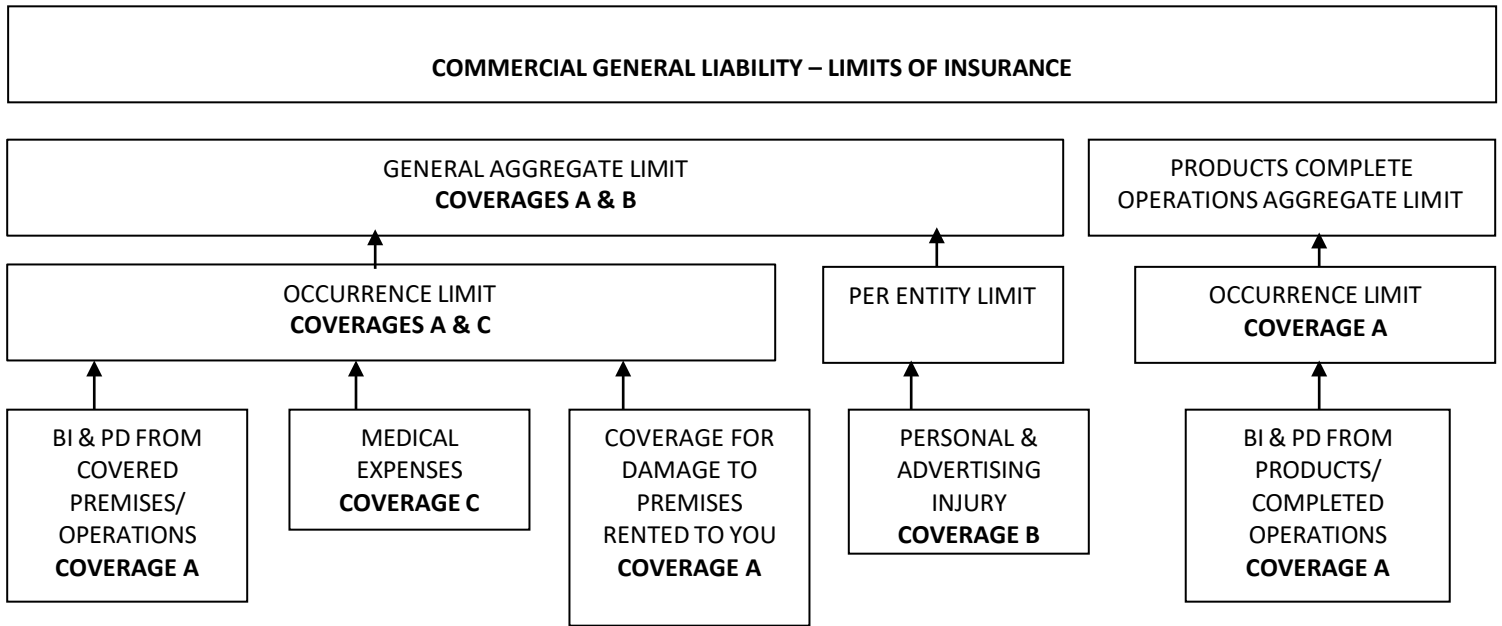 COMMERCIAL GENERAL LIABILITY – LIMITS OF INSURANCE
GENERAL AGGREGATE LIMIT
COVERAGES A & B
PRODUCTS COMPLETE
OPERATIONS AGGREGATE LIMIT
OCCURRENCE LIMIT
COVERAGES A & C
PER ENTITY LIMIT
OCCURRENCE LIMIT
COVERAGE A
BI & PD FROM
COVERED
PREMISES/
OPERATIONS
COVERAGE A
MEDICAL
EXPENSES
COVERAGE C
COVERAGE FOR
DAMAGE TO
PREMISES
RENTED TO YOU
COVERAGE A
PERSONAL &
ADVERTISING
INJURY
COVERAGE B
BI & PD FROM
PRODUCTS/
COMPLETED
OPERATIONS
COVERAGE A